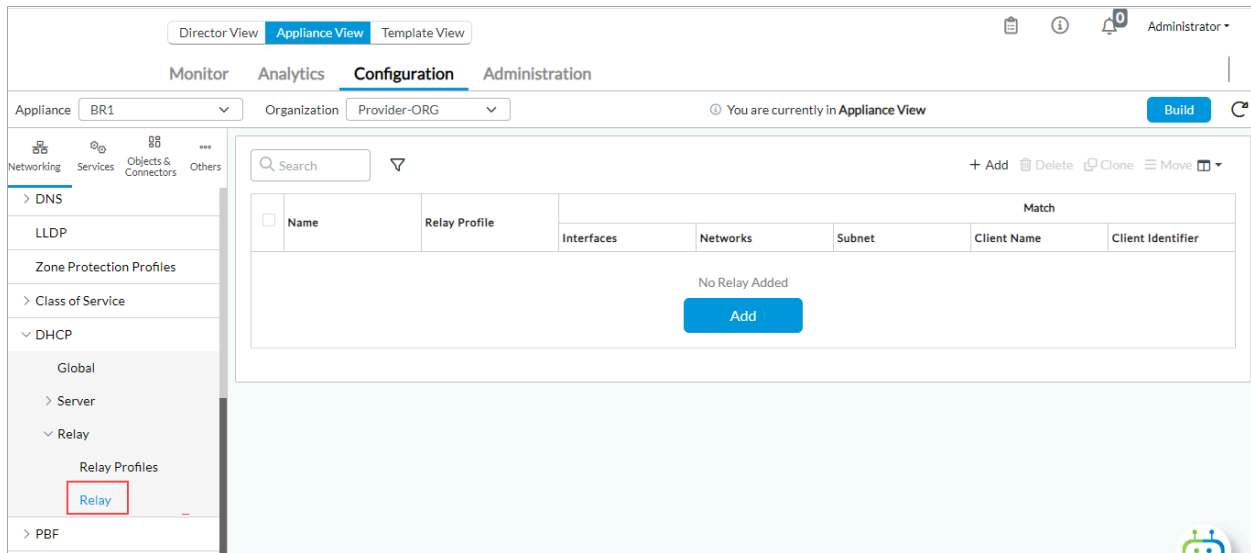 Director View Appliance View Template View
0 Administrator
Monitor Analytics Configuration Administration
Appliance BR1 Organization Provider-ORG You are currently in Appliance View Build
Networking Services Objects & Connectors Others
Search + Add Delete Clone Move
> DNS
LLDP
Zone Protection Profiles
> Class of Service
DHCP
Global
> Server
Relay
Relay Profiles
Relay
> PBF
Name Relay Profile Match
Interfaces Networks Subnet Client Name Client Identifier
No Relay Added
Add